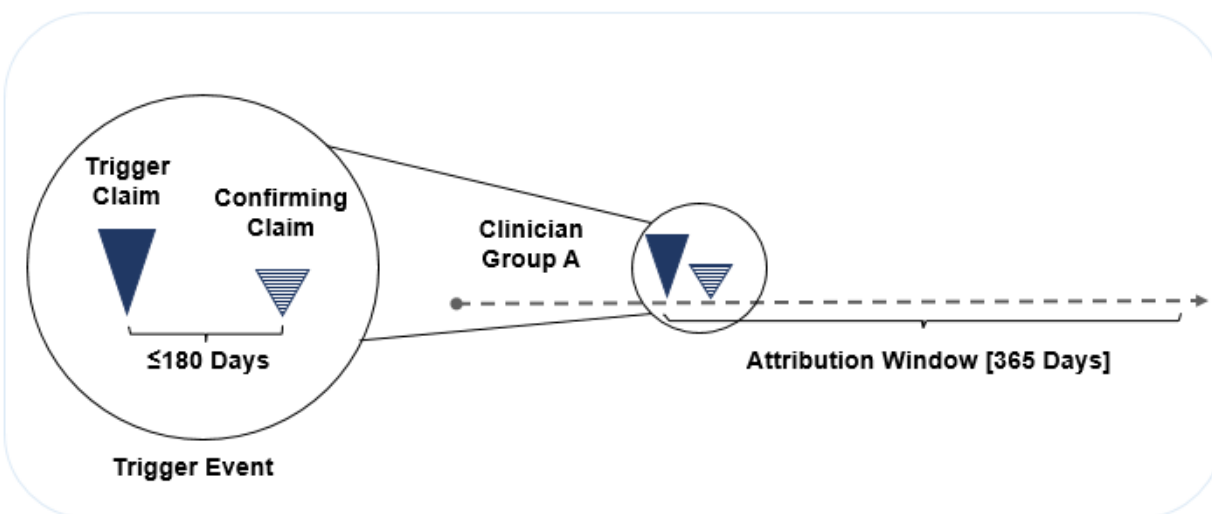 Trigger
Claim
Confirming
Claim
≤180 Days
Trigger Event
Clinician
Group A
Attribution Window [365 Days]